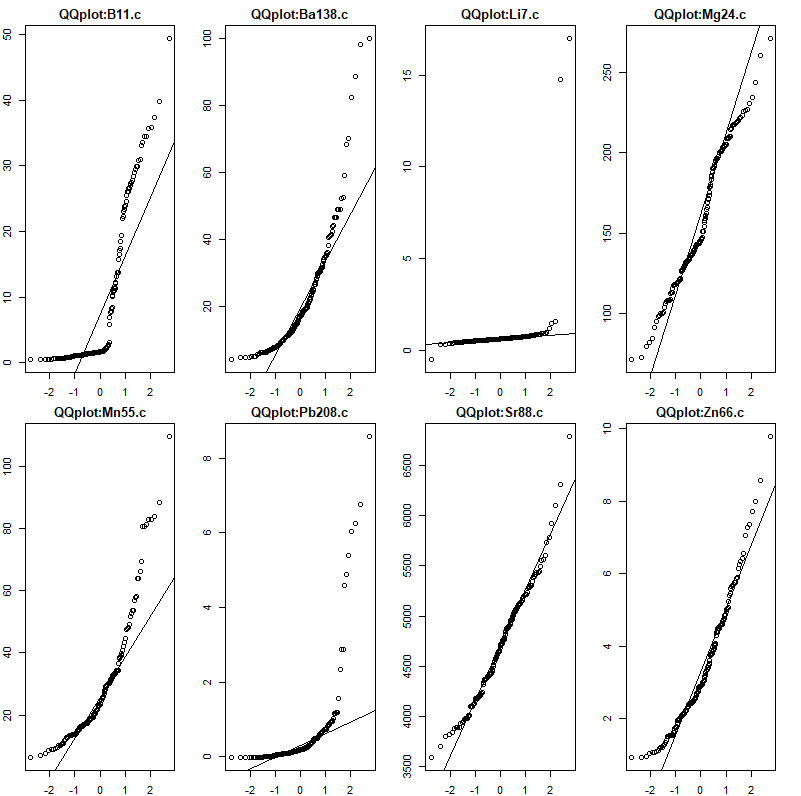 QQplot:B11.c QQplot:Ba138.c QQplot:Li7.c QQplot:Mg24.c
50 40 30 20 10 0
100 80 60 40 20
15 10 5 0
250 200 150 100
-2 -1 0 1 2 -2 -1 0 1 2 -2 -1 0 1 2 -2 -1 0 1 2
QQplot:Mn55.c QQplot:Pb208.c QQplot:Sr88.c QQplot:Zn66.c
100 80 60 40 20
8 6 4 2 0
6500 6000 5500 5000 4500 4000 3500
10 8 6 4 2
-2 -1 0 1 2 -2 -1 0 1 2 -2 -1 0 1 2 -2 -1 0 1 2